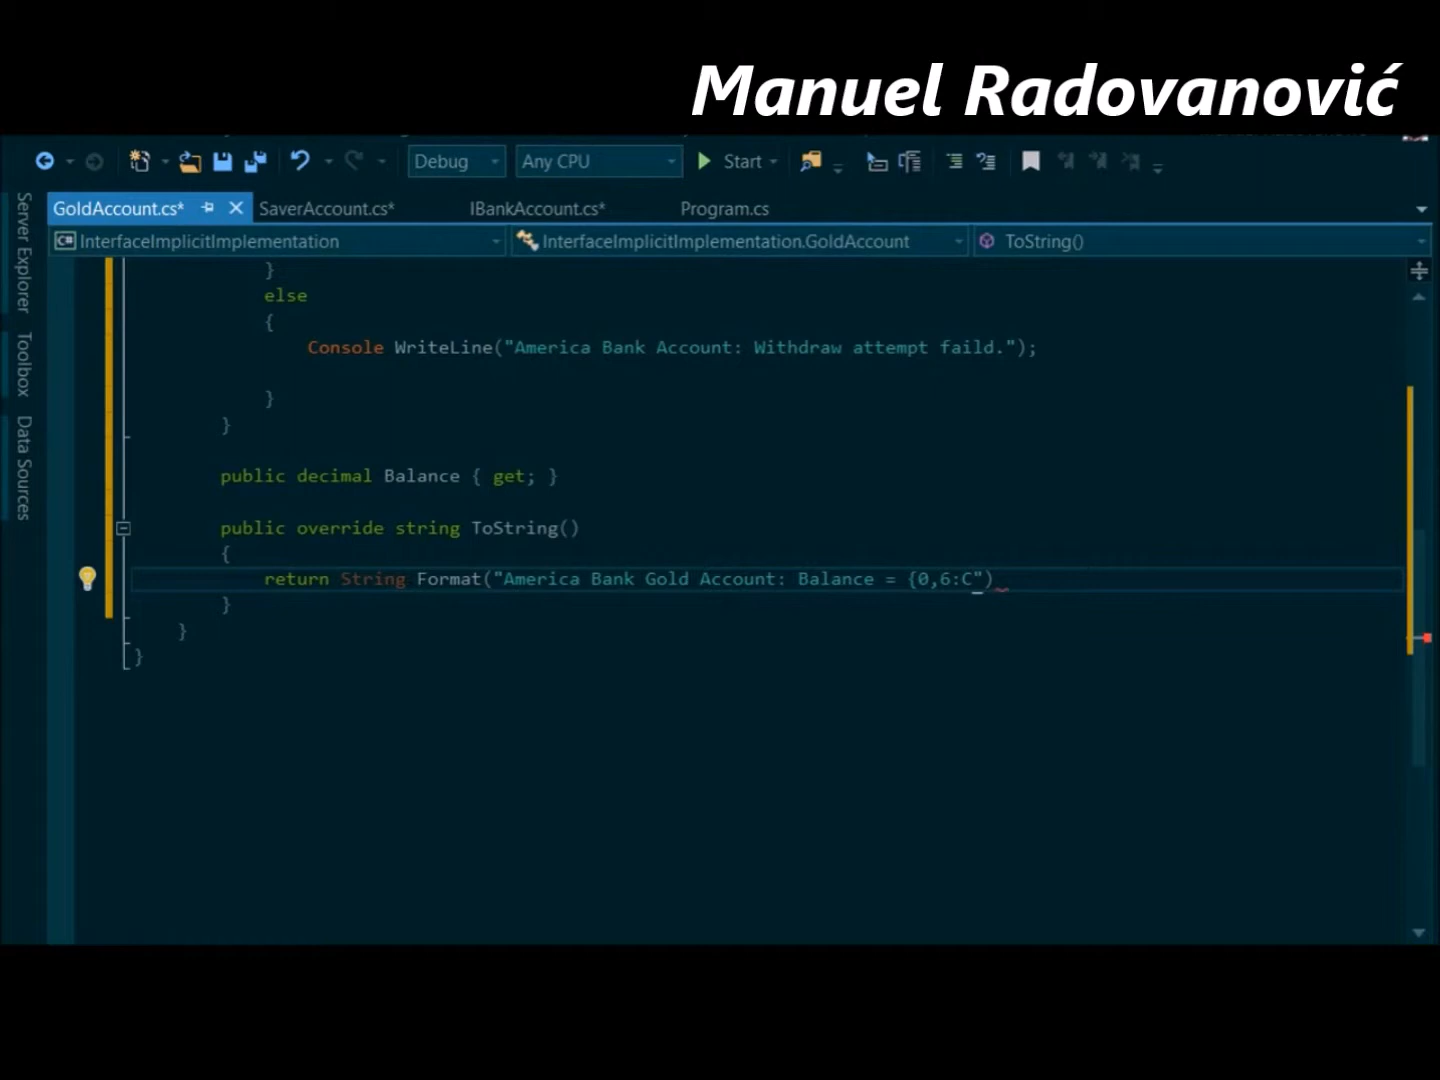 Manuel Radovanović
Debug Any CPU Start
GoldAccount.cs* SaverAccount.cs* IBankAccount.cs* Program.cs
C# InterfaceImplicitImplementation InterfaceImplicitImplementation.GoldAccount ToString()
Server Explorer
Toolbox
Data Sources
}
else
{
Console WriteLine("America Bank Account: Withdraw attempt faild.");
}
}
public decimal Balance { get; }
public override string ToString()
{
return String Format("America Bank Gold Account: Balance = {0,6:C")
}
}
}